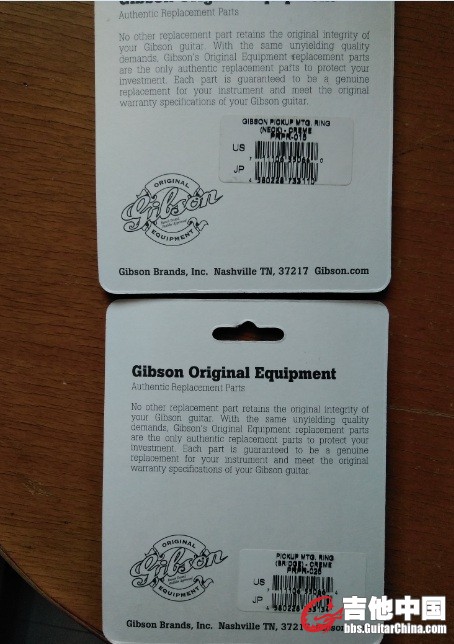 Authentic Replacement Parts
No other replacement part retains the original integrity of
your Gibson guitar. With the same unyielding quality
demands, Gibson's Original Equipment replacement parts
are the only authentic replacement parts to protect your
investment. Each part is guaranteed to be a genuine
replacement for your instrument and meet the original
warranty specifications of your Gibson guitar.
GIBSON PICKUP MTG. RING
(NECK) - CREME
PRPR-015
US
JP
ORIGINAL
Gibson
EQUIPMENT
Gibson Brands, Inc. Nashville TN, 37217 Gibson.com
Gibson Original Equipment
Authentic Replacement Parts
No other replacement part retains the original integrity of
your Gibson guitar. With the same unyielding quality
demands, Gibson's Original Equipment replacement parts
are the only authentic replacement parts to protect your
investment. Each part is guaranteed to be a genuine
replacement for your instrument and meet the original
warranty specifications of your Gibson guitar.
PICKUP MTG. RING
(BRIDGE) - CREME
PRPR-025
US
JP
ORIGINAL
Gibson
EQUIPMENT
Gibson Brands, Inc. Nashville TN, 37217
吉他中国
bbs.GuitarChina.com